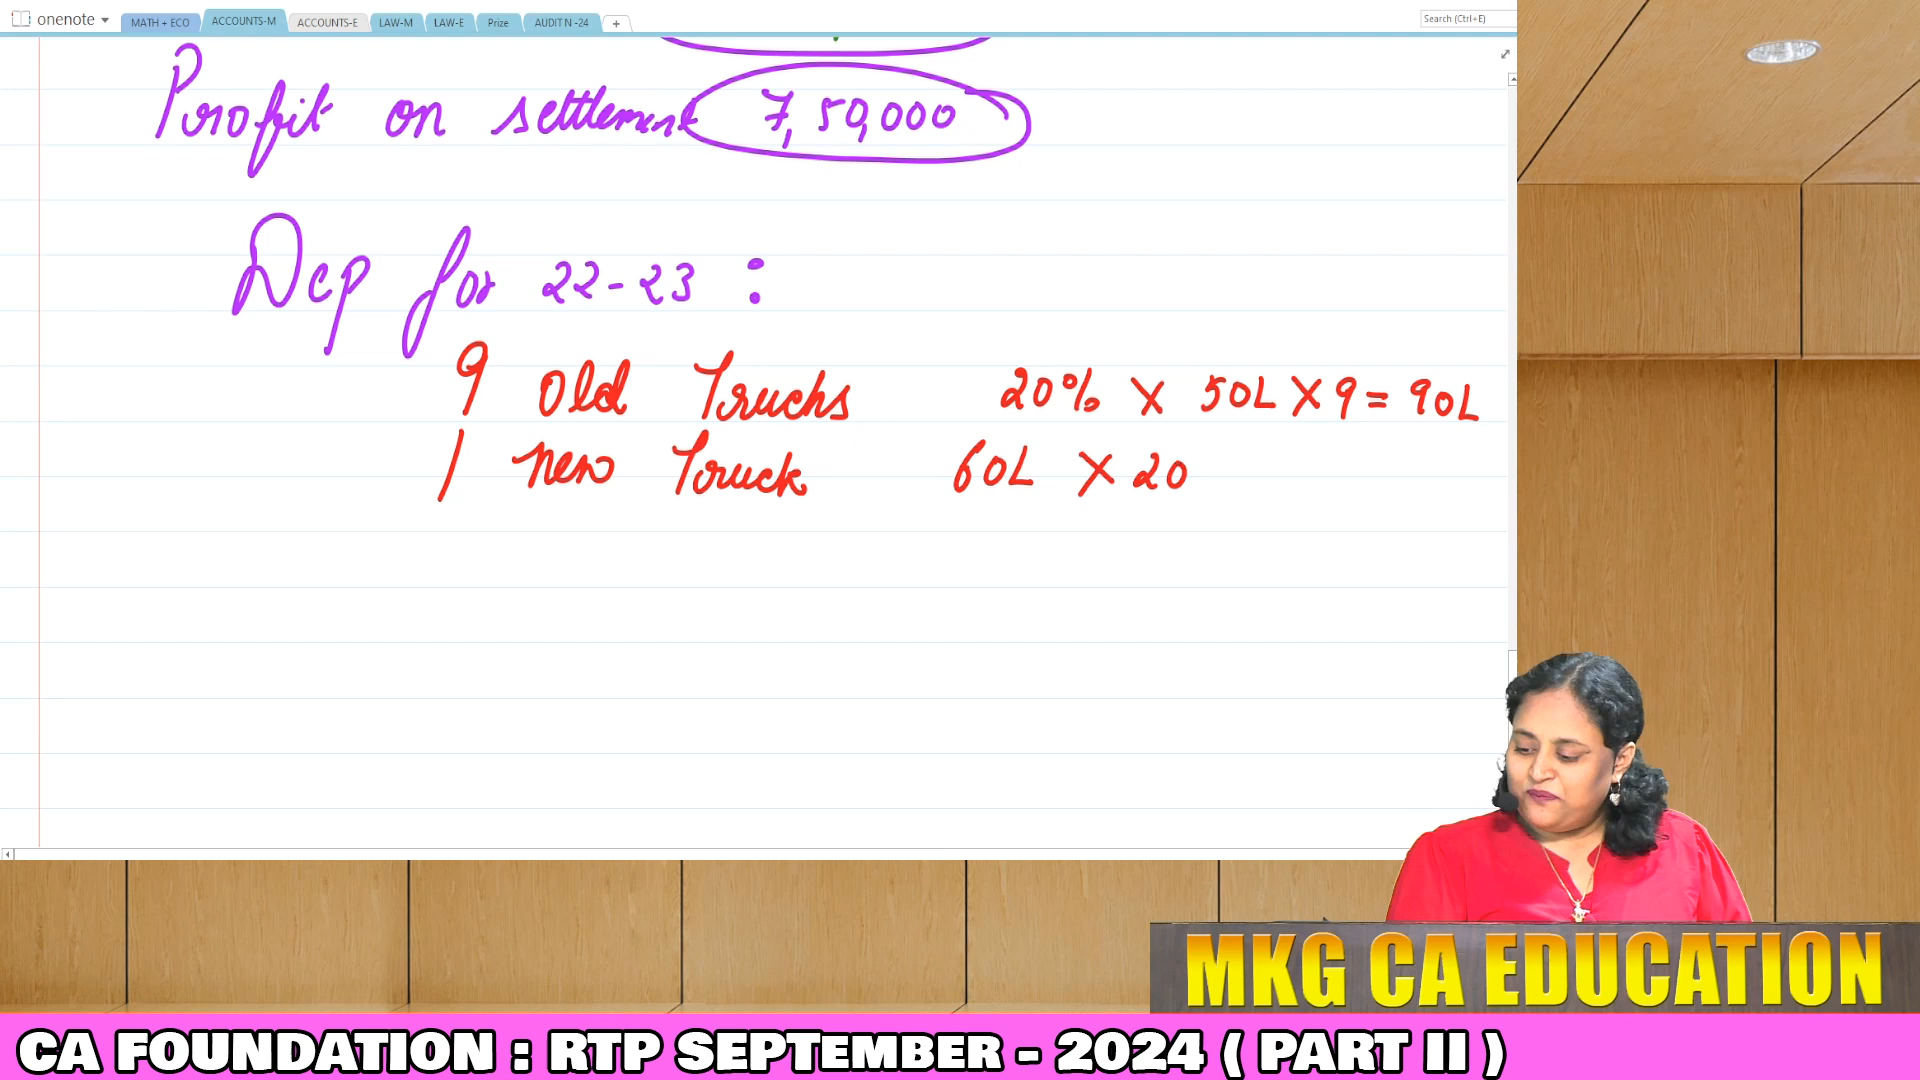 onenote MATH + ECO ACCOUNTS-M ACCOUNTS-E LAW-M LAW-E Prize AUDIT N -24 + Search (Ctrl+E)
Profit on settlement 7,50,000
Dep for 22-23 :
9 Old Trucks 20% X 50L X 9 = 90L
1 new Truck 60L X 20
MKG CA EDUCATION
CA FOUNDATION : RTP SEPTEMBER - 2024 ( PART II )